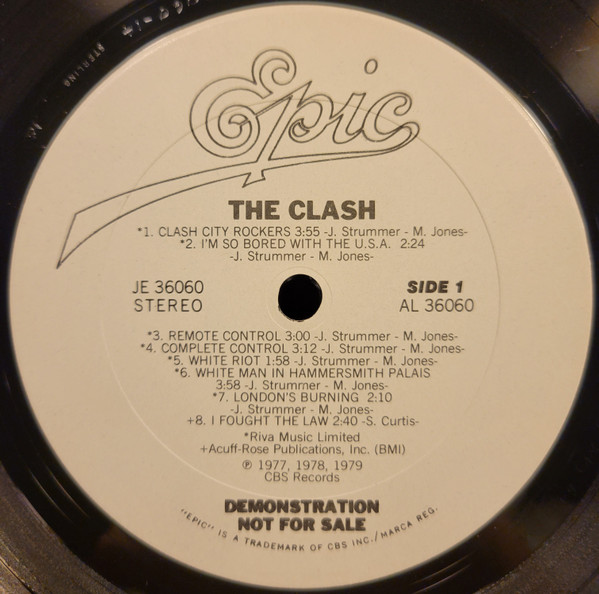 STERLING
Epic
THE CLASH
*1. CLASH CITY ROCKERS 3:55 -J. Strummer - M. Jones-
*2. I'M SO BORED WITH THE U.S.A. 2:24
-J. Strummer - M. Jones-
JE 36060
STEREO
SIDE 1
AL 36060
*3. REMOTE CONTROL 3:00 -J. Strummer - M. Jones-
*4. COMPLETE CONTROL 3:12 -J. Strummer - M. Jones-
*5. WHITE RIOT 1:58 -J. Strummer - M. Jones-
*6. WHITE MAN IN HAMMERSMITH PALAIS
3:58 -J. Strummer - M. Jones-
*7. LONDON'S BURNING 2:10
-J. Strummer - M. Jones-
+8. I FOUGHT THE LAW 2:40 -S. Curtis-
*Riva Music Limited
+Acuff-Rose Publications, Inc. (BMI)
℗ 1977, 1978, 1979
CBS Records
DEMONSTRATION
NOT FOR SALE
"EPIC" IS A TRADEMARK OF CBS INC./MARCA REG.